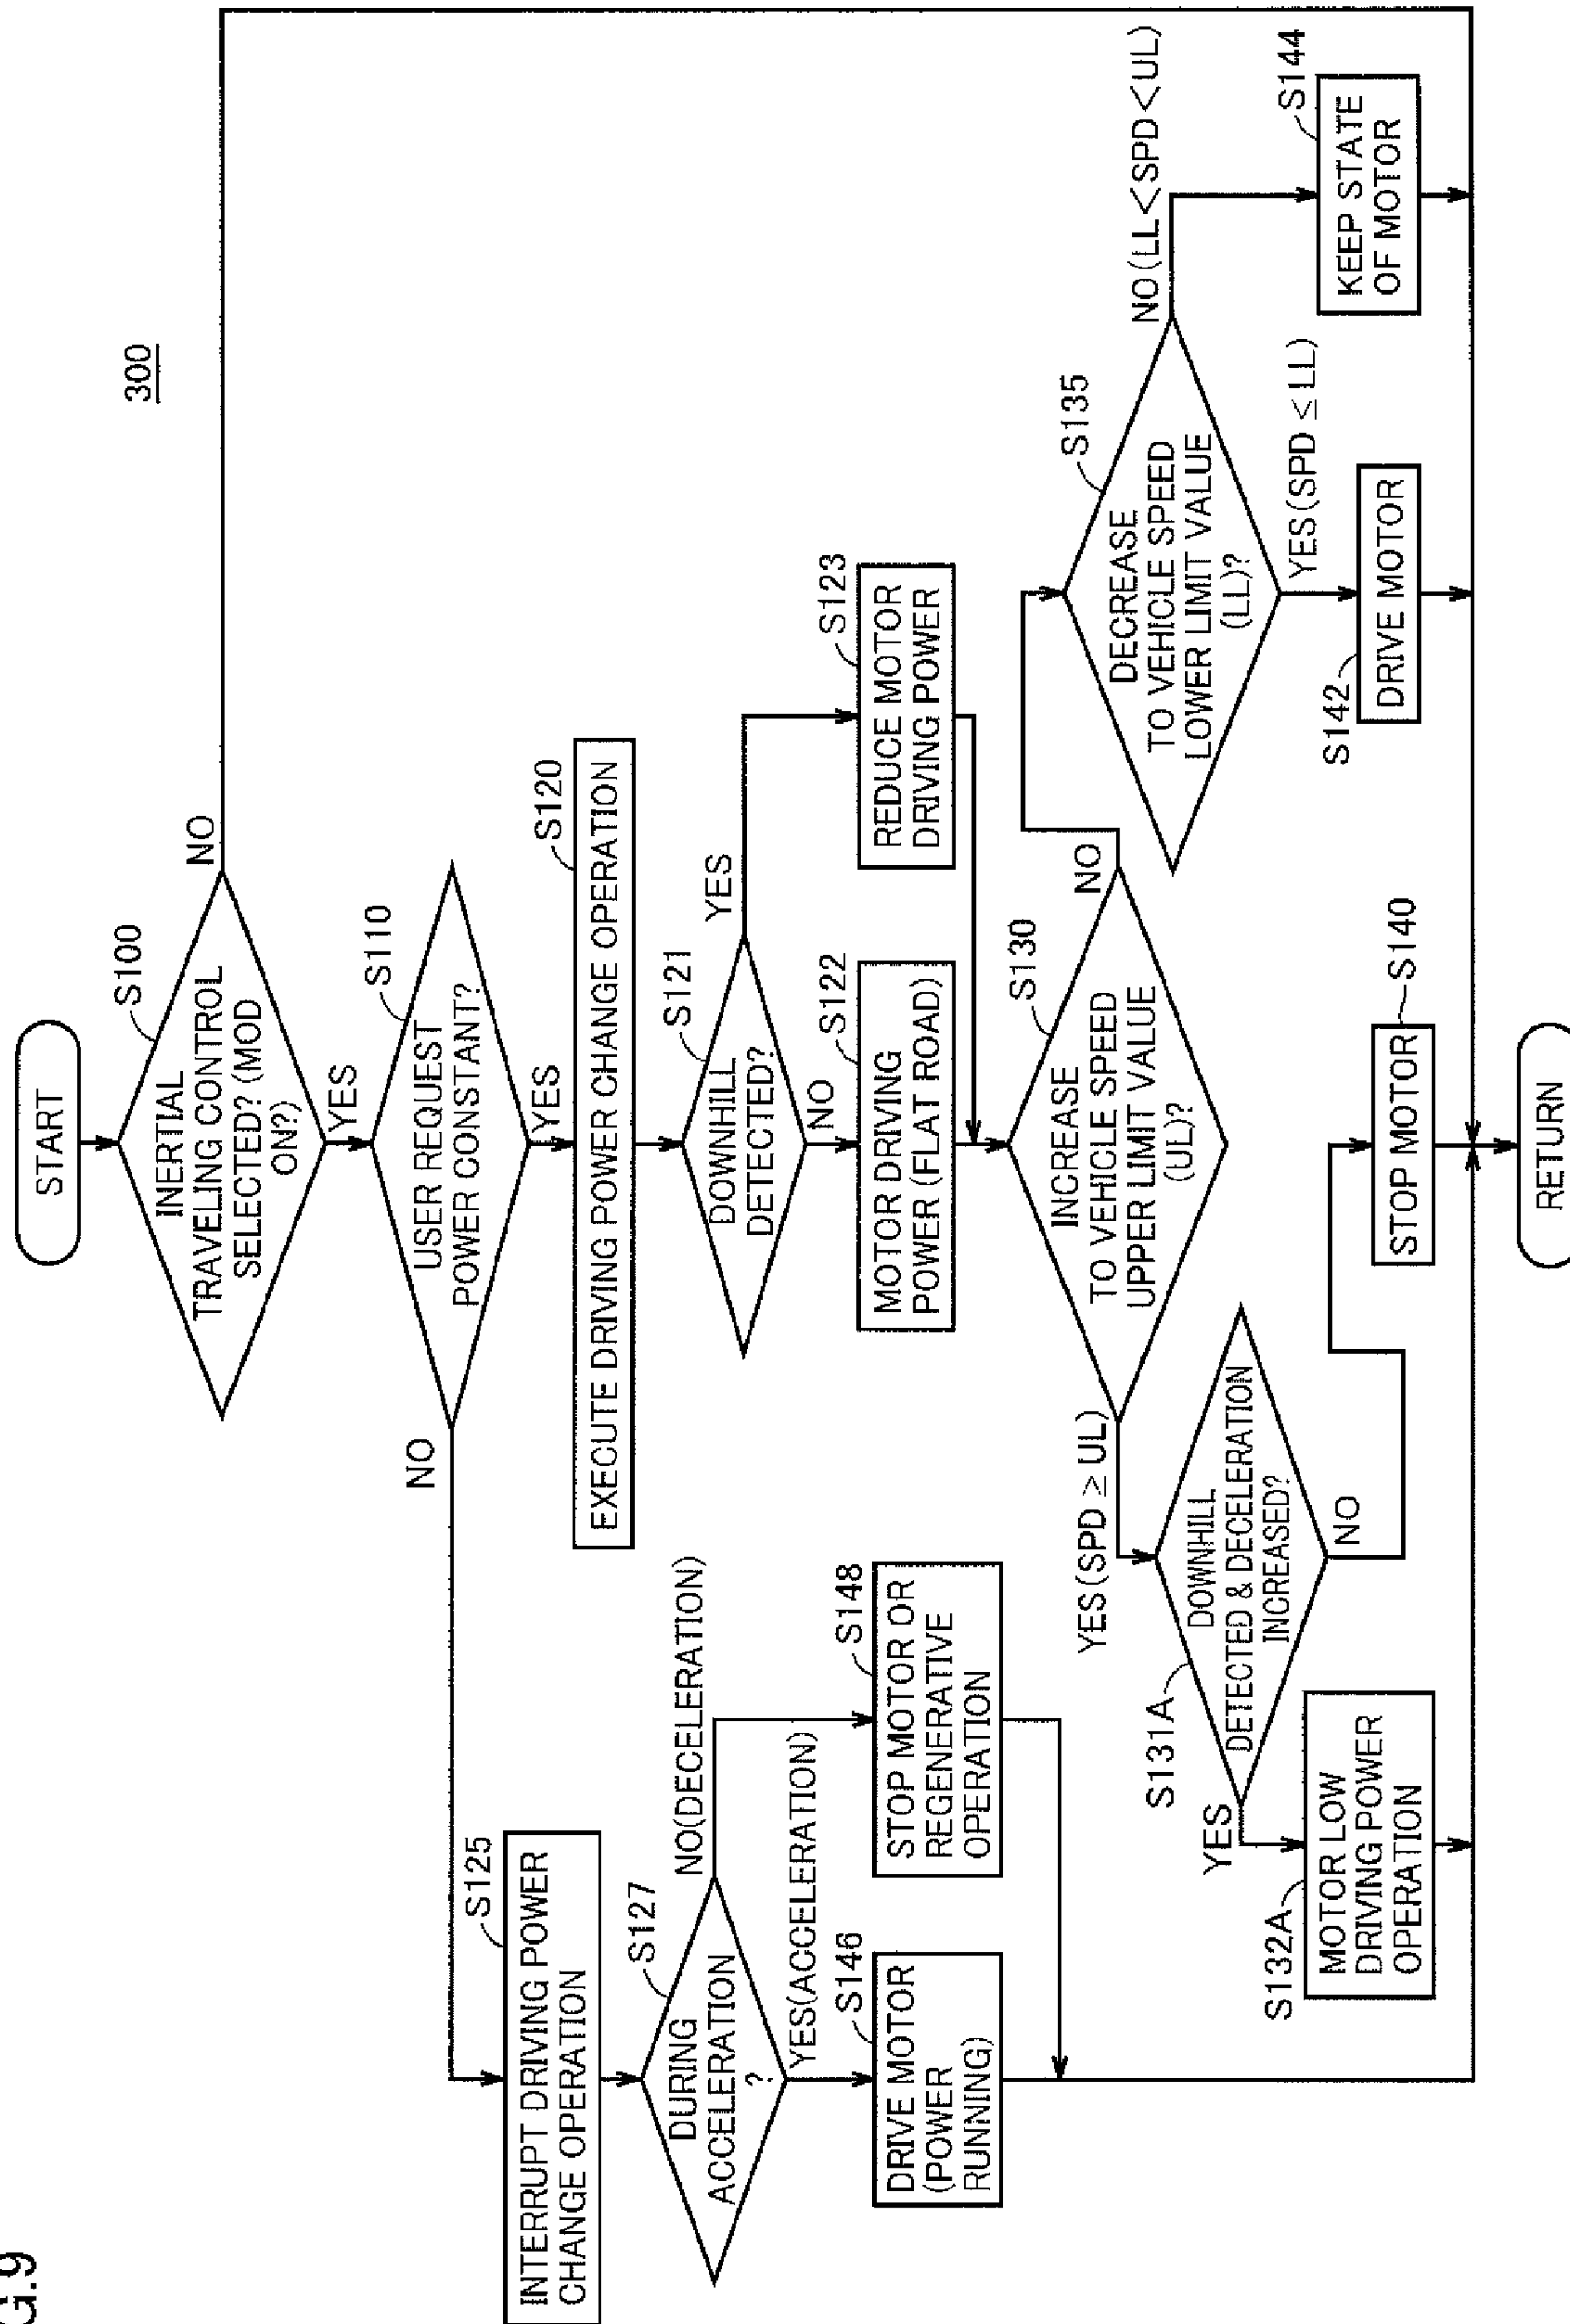 G.9
300
START
S100
INERTIAL
TRAVELING CONTROL
SELECTED? (MOD
ON?)
NO
YES
S110
USER REQUEST
POWER CONSTANT?
NO
YES
S120
EXECUTE DRIVING POWER CHANGE OPERATION
S125
INTERRUPT DRIVING POWER
CHANGE OPERATION
S121
DOWNHILL
DETECTED?
YES
NO
S127
DURING
ACCELERATION
?
NO(DECELERATION)
YES(ACCELERATION)
S146
DRIVE MOTOR
(POWER
RUNNING)
S148
STOP MOTOR OR
REGENERATIVE
OPERATION
S122
MOTOR DRIVING
POWER (FLAT ROAD)
S123
REDUCE MOTOR
DRIVING POWER
S130
INCREASE
TO VEHICLE SPEED
UPPER LIMIT VALUE
(UL)?
YES(SPD ≥ UL)
NO
S135
DECREASE
TO VEHICLE SPEED
LOWER LIMIT VALUE
(LL)?
NO(LL<SPD<UL)
YES(SPD ≤ LL)
S131A
DOWNHILL
DETECTED & DECELERATION
INCREASED?
YES
NO
S132A
MOTOR LOW
DRIVING POWER
OPERATION
STOP MOTOR
S140
S142
DRIVE MOTOR
S144
KEEP STATE
OF MOTOR
RETURN